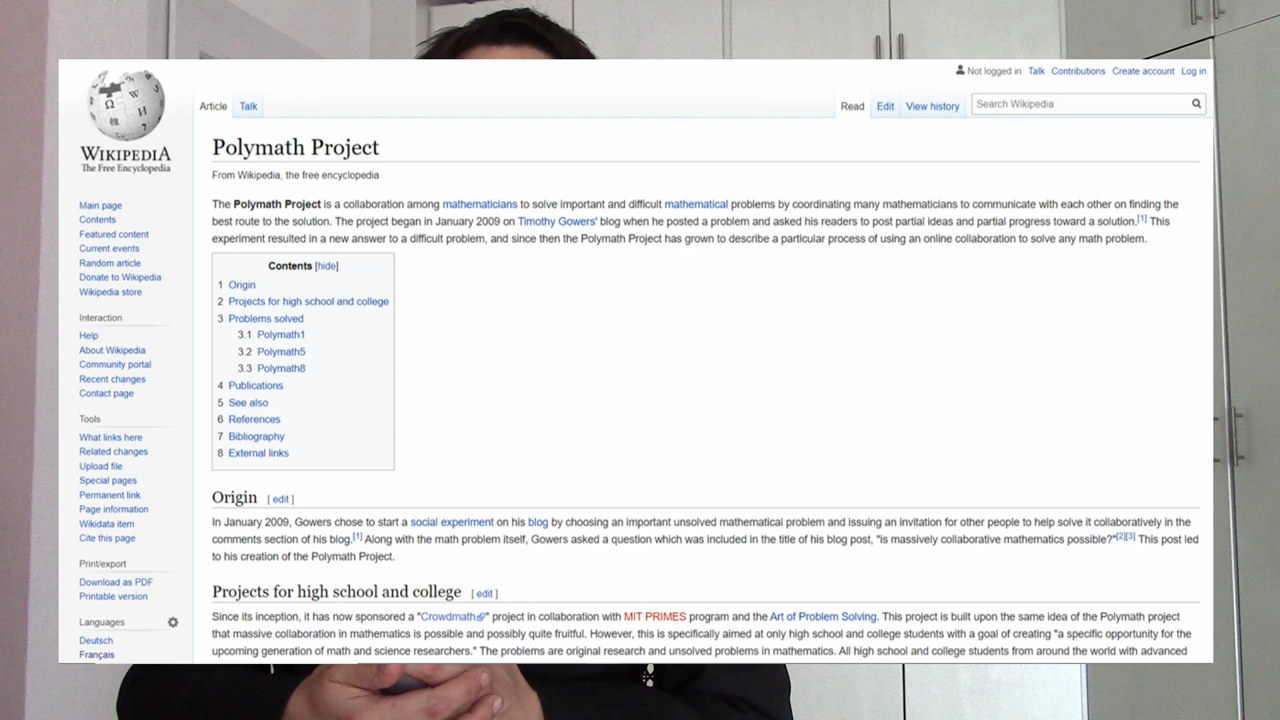 Not logged in Talk Contributions Create account Log in
Article Talk Read Edit View history Search Wikipedia
WIKIPEDIA
The Free Encyclopedia
Main page
Contents
Featured content
Current events
Random article
Donate to Wikipedia
Wikipedia store
Interaction
Help
About Wikipedia
Community portal
Recent changes
Contact page
Tools
What links here
Related changes
Upload file
Special pages
Permanent link
Page information
Wikidata item
Cite this page
Print/export
Download as PDF
Printable version
Languages
Deutsch
Français
Polymath Project
From Wikipedia, the free encyclopedia
The Polymath Project is a collaboration among mathematicians to solve important and difficult mathematical problems by coordinating many mathematicians to communicate with each other on finding the
best route to the solution. The project began in January 2009 on Timothy Gowers' blog when he posted a problem and asked his readers to post partial ideas and partial progress toward a solution.[1] This
experiment resulted in a new answer to a difficult problem, and since then the Polymath Project has grown to describe a particular process of using an online collaboration to solve any math problem.
Contents [hide]
1 Origin
2 Projects for high school and college
3 Problems solved
3.1 Polymath1
3.2 Polymath5
3.3 Polymath8
4 Publications
5 See also
6 References
7 Bibliography
8 External links
Origin [ edit ]
In January 2009, Gowers chose to start a social experiment on his blog by choosing an important unsolved mathematical problem and issuing an invitation for other people to help solve it collaboratively in the
comments section of his blog.[1] Along with the math problem itself, Gowers asked a question which was included in the title of his blog post, "is massively collaborative mathematics possible?"[2][3] This post led
to his creation of the Polymath Project.
Projects for high school and college [ edit ]
Since its inception, it has now sponsored a "Crowdmath" project in collaboration with MIT PRIMES program and the Art of Problem Solving. This project is built upon the same idea of the Polymath project
that massive collaboration in mathematics is possible and possibly quite fruitful. However, this is specifically aimed at only high school and college students with a goal of creating "a specific opportunity for the
upcoming generation of math and science researchers." The problems are original research and unsolved problems in mathematics. All high school and college students from around the world with advanced